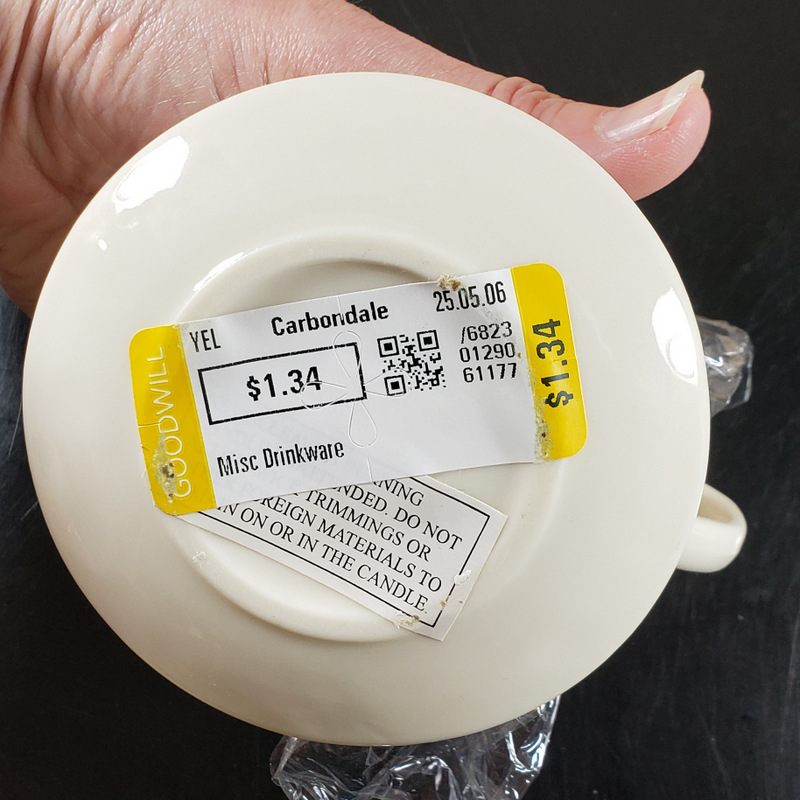 GOODWILL
YEL
Carbondale
25.05.06
$1.34
/6823
01290
61177
Misc Drinkware
$1.34
NDED. DO NOT
TRIMMINGS OR
REIGN MATERIALS TO
N ON OR IN THE CANDLE.